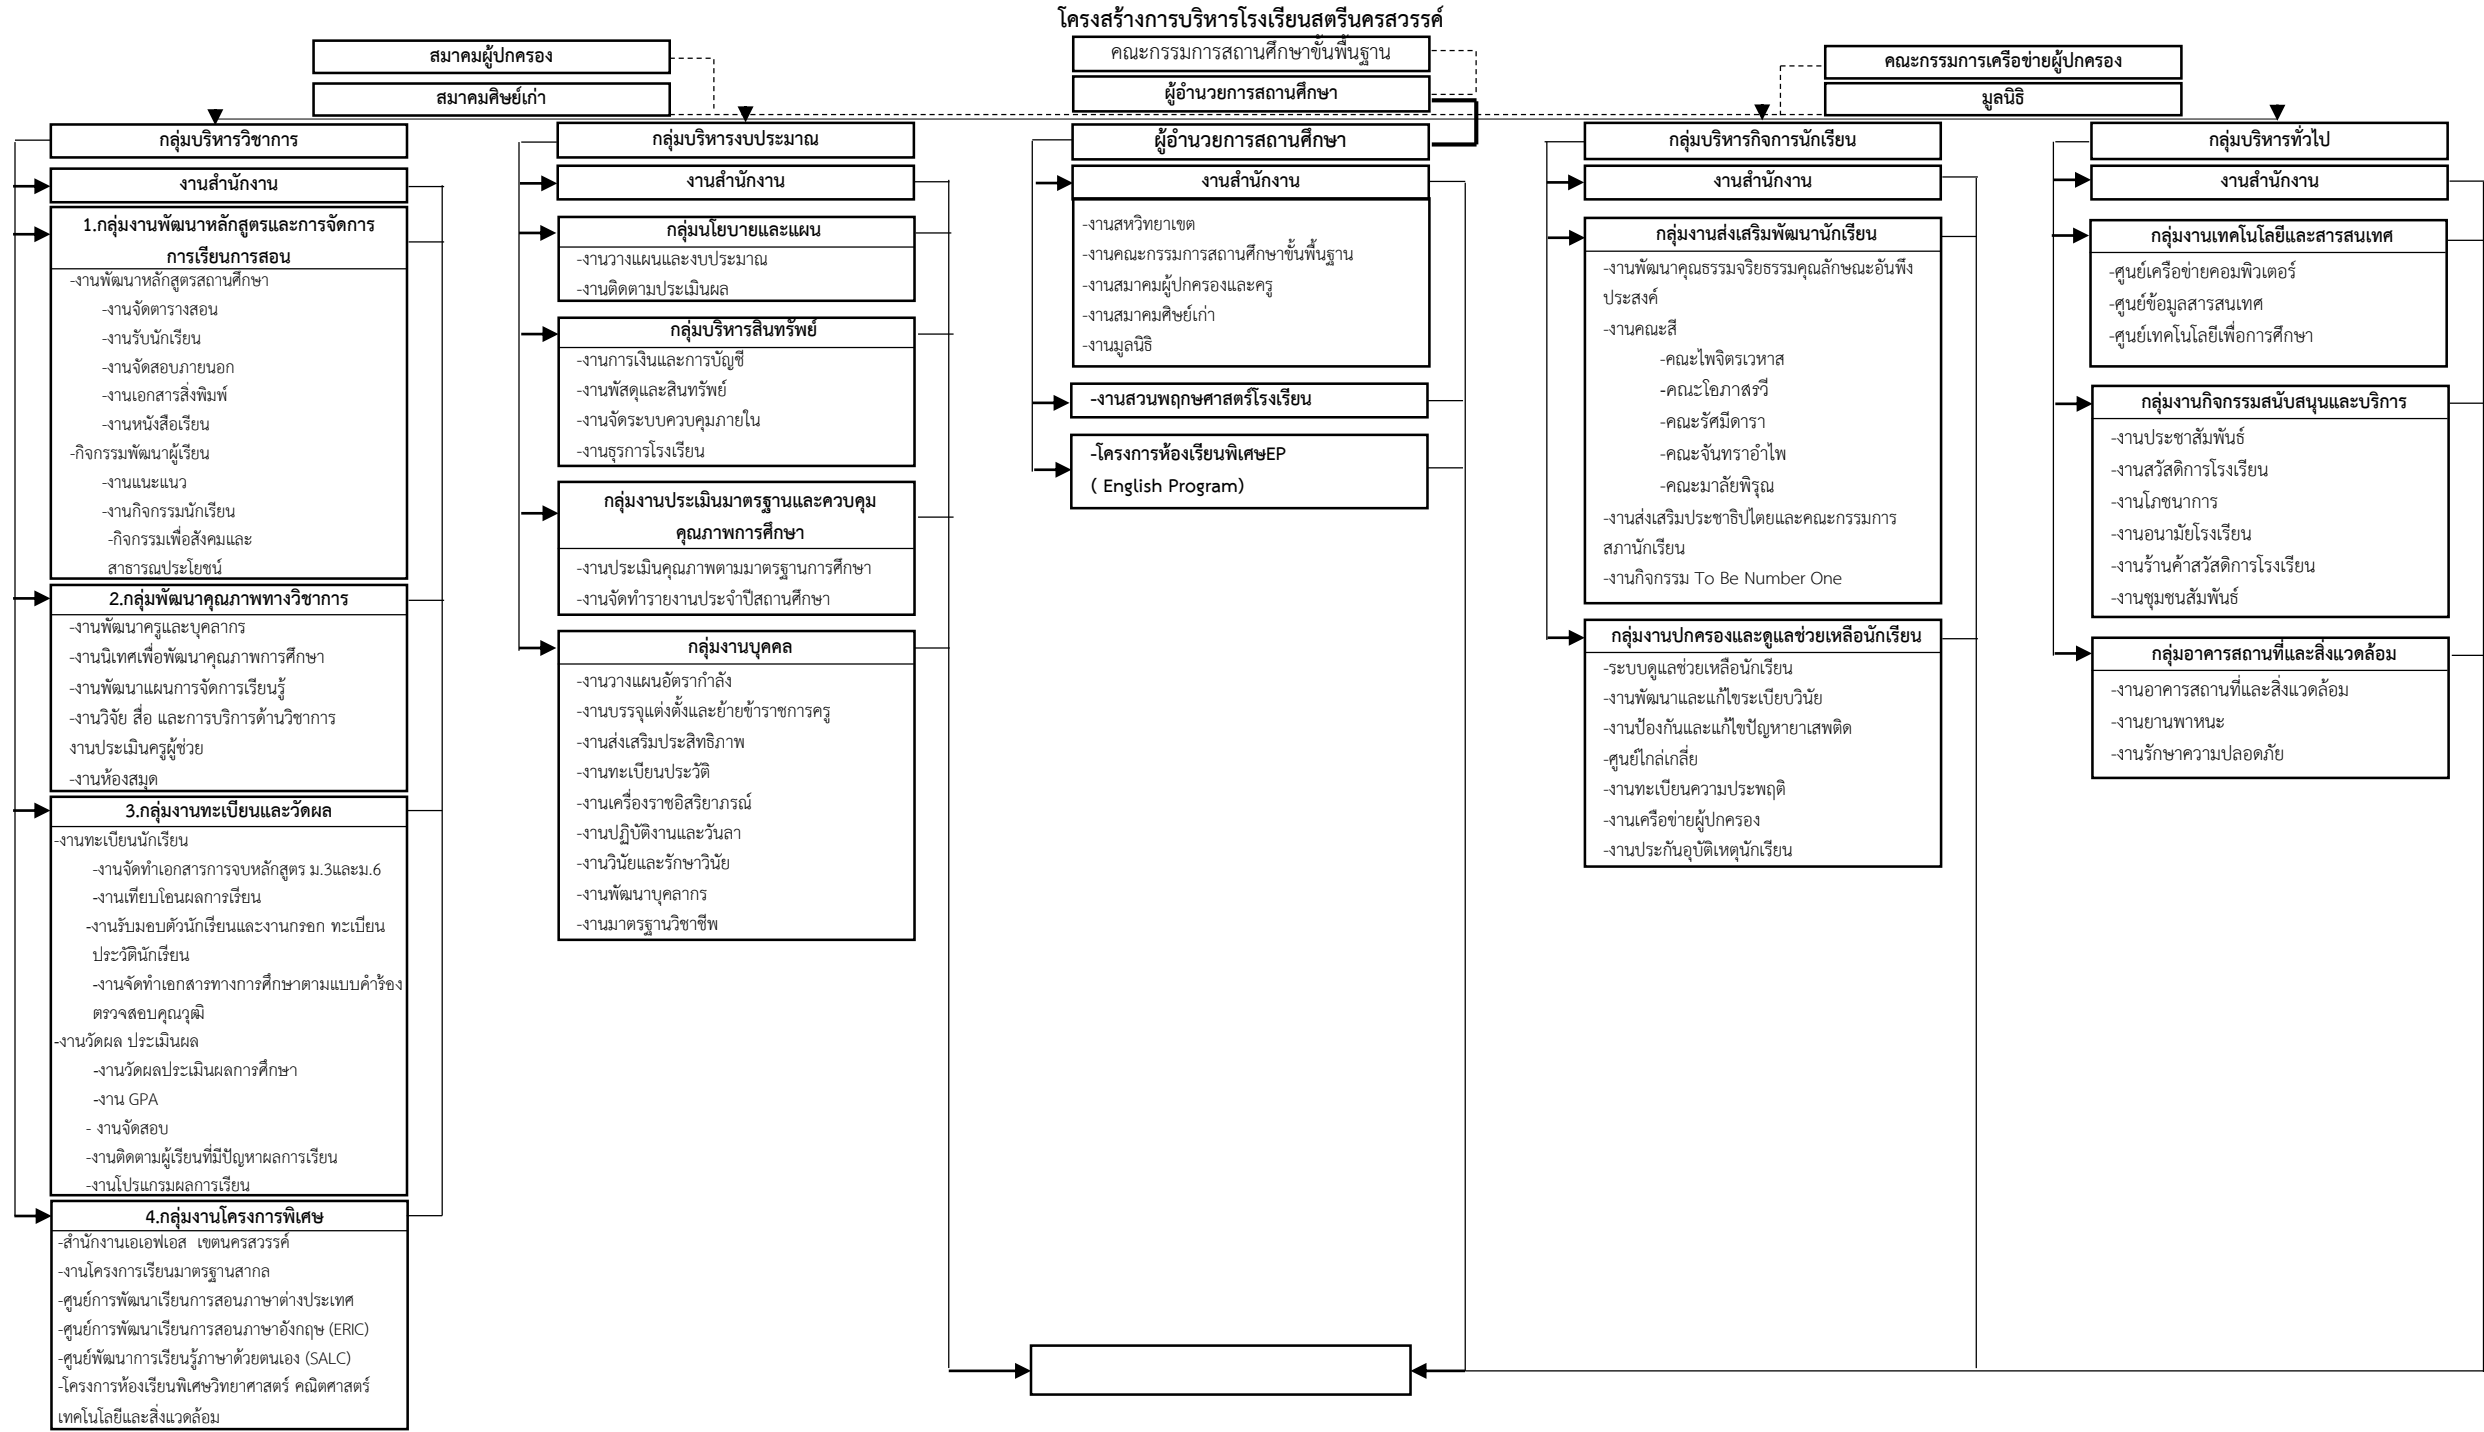 โครงสร้างการบริหารโรงเรียนสตรีนครสวรรค์
สมาคมผู้ปกครอง
สมาคมศิษย์เก่า
คณะกรรมการสถานศึกษาขั้นพื้นฐาน
ผู้อำนวยการสถานศึกษา
คณะกรรมการเครือข่ายผู้ปกครอง
มูลนิธิ
กลุ่มบริหารวิชาการ
งานสำนักงาน
1.กลุ่มงานพัฒนาหลักสูตรและการจัดการ
การเรียนการสอน
-งานพัฒนาหลักสูตรสถานศึกษา
-งานจัดตารางสอน
-งานรับนักเรียน
-งานจัดสอบภายนอก
-งานเอกสารสิ่งพิมพ์
-งานหนังสือเรียน
-กิจกรรมพัฒนาผู้เรียน
-งานแนะแนว
-งานกิจกรรมนักเรียน
-กิจกรรมเพื่อสังคมและ
สาธารณประโยชน์
2.กลุ่มพัฒนาคุณภาพทางวิชาการ
-งานพัฒนาครูและบุคลากร
-งานนิเทศเพื่อพัฒนาคุณภาพการศึกษา
-งานพัฒนาแผนการจัดการเรียนรู้
-งานวิจัย สื่อ และการบริการด้านวิชาการ
งานประเมินครูผู้ช่วย
-งานห้องสมุด
3.กลุ่มงานทะเบียนและวัดผล
-งานทะเบียนนักเรียน
-งานจัดทำเอกสารการจบหลักสูตร ม.3และม.6
-งานเทียบโอนผลการเรียน
-งานรับมอบตัวนักเรียนและงานกรอก ทะเบียน
ประวัตินักเรียน
-งานจัดทำเอกสารทางการศึกษาตามแบบคำร้อง
ตรวจสอบคุณวุฒิ
-งานวัดผล ประเมินผล
-งานวัดผลประเมินผลการศึกษา
-งาน GPA
- งานจัดสอบ
-งานติดตามผู้เรียนที่มีปัญหาผลการเรียน
-งานโปรแกรมผลการเรียน
4.กลุ่มงานโครงการพิเศษ
-สำนักงานเอเอฟเอส เขตนครสวรรค์
-งานโครงการเรียนมาตรฐานสากล
-ศูนย์การพัฒนาเรียนการสอนภาษาต่างประเทศ
-ศูนย์การพัฒนาเรียนการสอนภาษาอังกฤษ (ERIC)
-ศูนย์พัฒนาการเรียนรู้ภาษาด้วยตนเอง (SALC)
-โครงการห้องเรียนพิเศษวิทยาศาสตร์ คณิตศาสตร์
เทคโนโลยีและสิ่งแวดล้อม
กลุ่มบริหารงบประมาณ
งานสำนักงาน
กลุ่มนโยบายและแผน
-งานวางแผนและงบประมาณ
-งานติดตามประเมินผล
กลุ่มบริหารสินทรัพย์
-งานการเงินและการบัญชี
-งานพัสดุและสินทรัพย์
-งานจัดระบบควบคุมภายใน
-งานธุรการโรงเรียน
กลุ่มงานประเมินมาตรฐานและควบคุม
คุณภาพการศึกษา
-งานประเมินคุณภาพตามมาตรฐานการศึกษา
-งานจัดทำรายงานประจำปีสถานศึกษา
กลุ่มงานบุคคล
-งานวางแผนอัตรากำลัง
-งานบรรจุแต่งตั้งและย้ายข้าราชการครู
-งานส่งเสริมประสิทธิภาพ
-งานทะเบียนประวัติ
-งานเครื่องราชอิสริยาภรณ์
-งานปฏิบัติงานและวันลา
-งานวินัยและรักษาวินัย
-งานพัฒนาบุคลากร
-งานมาตรฐานวิชาชีพ
ผู้อำนวยการสถานศึกษา
งานสำนักงาน
-งานสหวิทยาเขต
-งานคณะกรรมการสถานศึกษาขั้นพื้นฐาน
-งานสมาคมผู้ปกครองและครู
-งานสมาคมศิษย์เก่า
-งานมูลนิธิ
-งานสวนพฤกษศาสตร์โรงเรียน
-โครงการห้องเรียนพิเศษEP
( English Program)
กลุ่มบริหารกิจการนักเรียน
งานสำนักงาน
กลุ่มงานส่งเสริมพัฒนานักเรียน
-งานพัฒนาคุณธรรมจริยธรรมคุณลักษณะอันพึง
ประสงค์
-งานคณะสี
-คณะไพจิตรเวหาส
-คณะโอภาสรวี
-คณะรัศมีดารา
-คณะจันทราอำไพ
-คณะมาลัยพิรุณ
-งานส่งเสริมประชาธิปไตยและคณะกรรมการ
สภานักเรียน
-งานกิจกรรม To Be Number One
กลุ่มงานปกครองและดูแลช่วยเหลือนักเรียน
-ระบบดูแลช่วยเหลือนักเรียน
-งานพัฒนาและแก้ไขระเบียบวินัย
-งานป้องกันและแก้ไขปัญหายาเสพติด
-ศูนย์ไกล่เกลี่ย
-งานทะเบียนความประพฤติ
-งานเครือข่ายผู้ปกครอง
-งานประกันอุบัติเหตุนักเรียน
กลุ่มบริหารทั่วไป
งานสำนักงาน
กลุ่มงานเทคโนโลยีและสารสนเทศ
-ศูนย์เครือข่ายคอมพิวเตอร์
-ศูนย์ข้อมูลสารสนเทศ
-ศูนย์เทคโนโลยีเพื่อการศึกษา
กลุ่มงานกิจกรรมสนับสนุนและบริการ
-งานประชาสัมพันธ์
-งานสวัสดิการโรงเรียน
-งานโภชนาการ
-งานอนามัยโรงเรียน
-งานร้านค้าสวัสดิการโรงเรียน
-งานชุมชนสัมพันธ์
กลุ่มอาคารสถานที่และสิ่งแวดล้อม
-งานอาคารสถานที่และสิ่งแวดล้อม
-งานยานพาหนะ
-งานรักษาความปลอดภัย